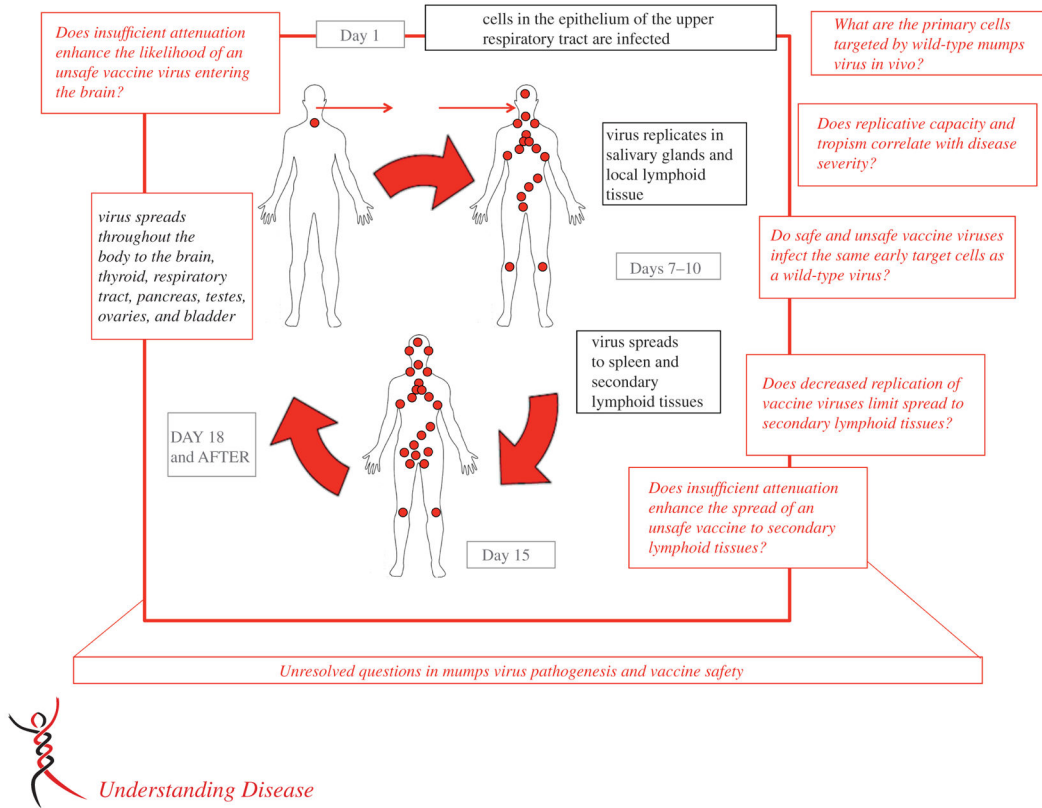 Does insufficient attenuation
enhance the likelihood of an
unsafe vaccine virus entering
the brain?
Day 1
cells in the epithelium of the upper
respiratory tract are infected
What are the primary cells
targeted by wild-type mumps
virus in vivo?
Does replicative capacity and
tropism correlate with disease
severity?
virus replicates in
salivary glands and
local lymphoid
tissue
virus spreads
throughout the
body to the brain,
thyroid, respiratory
tract, pancreas, testes,
ovaries, and bladder
Do safe and unsafe vaccine viruses
infect the same early target cells as
a wild-type virus?
Days 7–10
virus spreads
to spleen and
secondary
lymphoid tissues
Does decreased replication of
vaccine viruses limit spread to
secondary lymphoid tissues?
DAY 18
and AFTER
Does insufficient attenuation
enhance the spread of an
unsafe vaccine to secondary
lymphoid tissues?
Day 15
Unresolved questions in mumps virus pathogenesis and vaccine safety
Understanding Disease